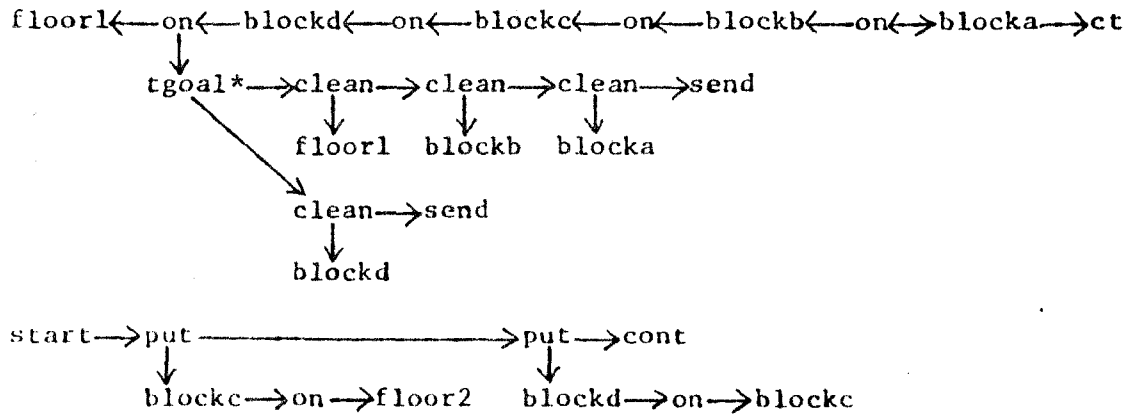 floor1←on←blockd←on←blockc←on←blockb←on↔blocka→ct
tgoal*→clean→clean→clean→send
floor1 blockb blocka
clean→send
blockd
start→put→put→cont
blockc→on→floor2 blockd→on→blockc